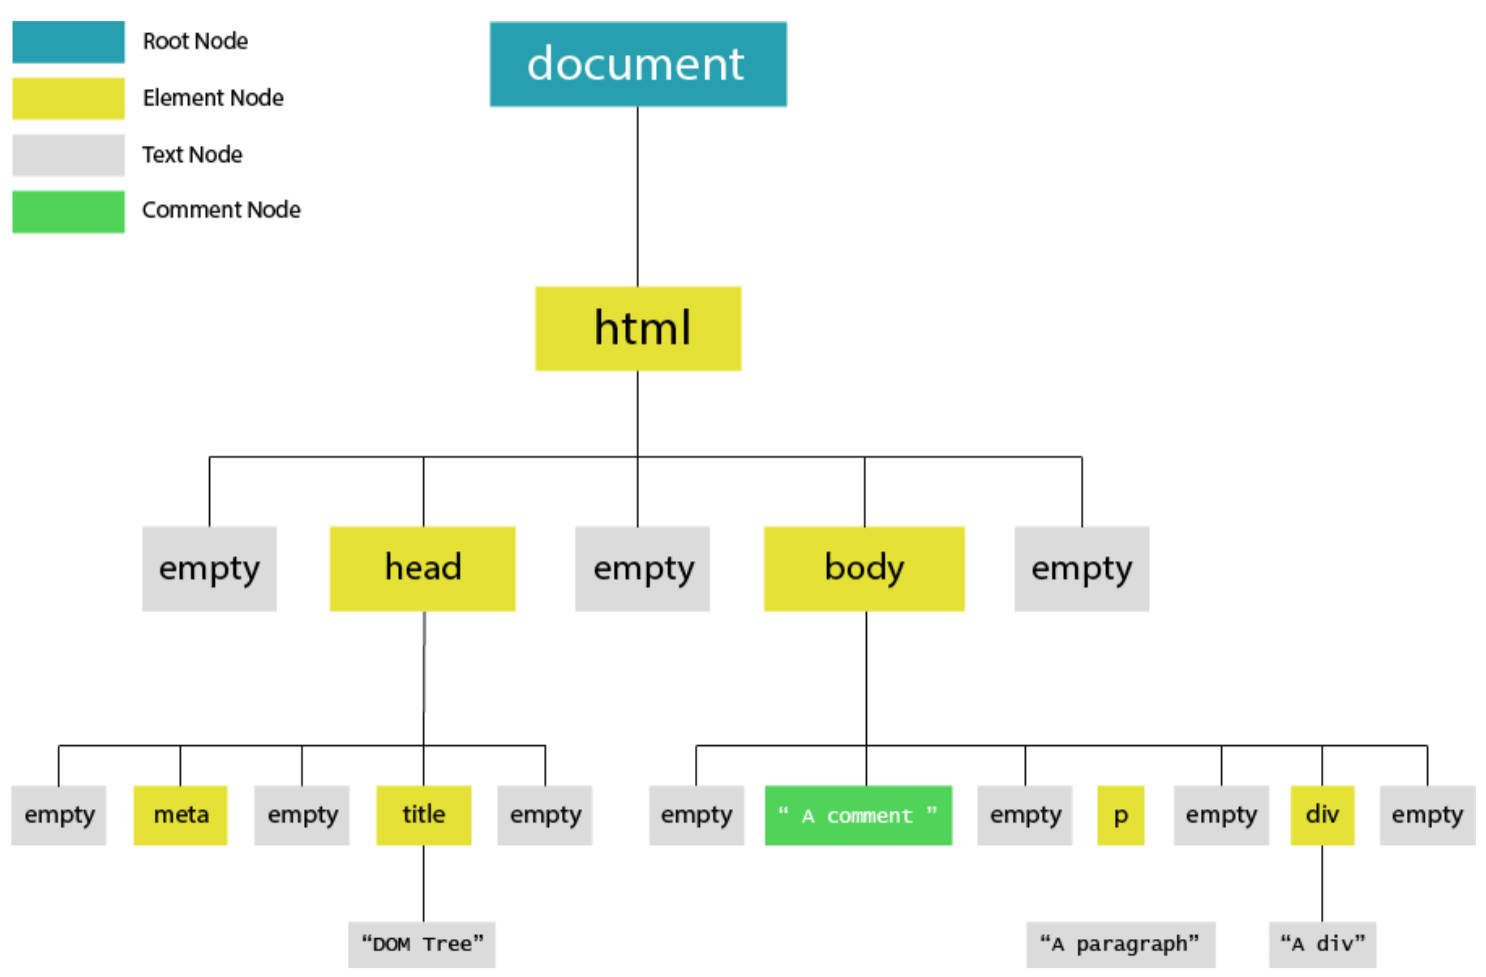 Root Node
Element Node
Text Node
Comment Node
document
html
empty
head
empty
body
empty
empty
meta
empty
title
empty
empty
“ A comment ”
empty
p
empty
div
empty
“DOM Tree”
“A paragraph”
“A div”